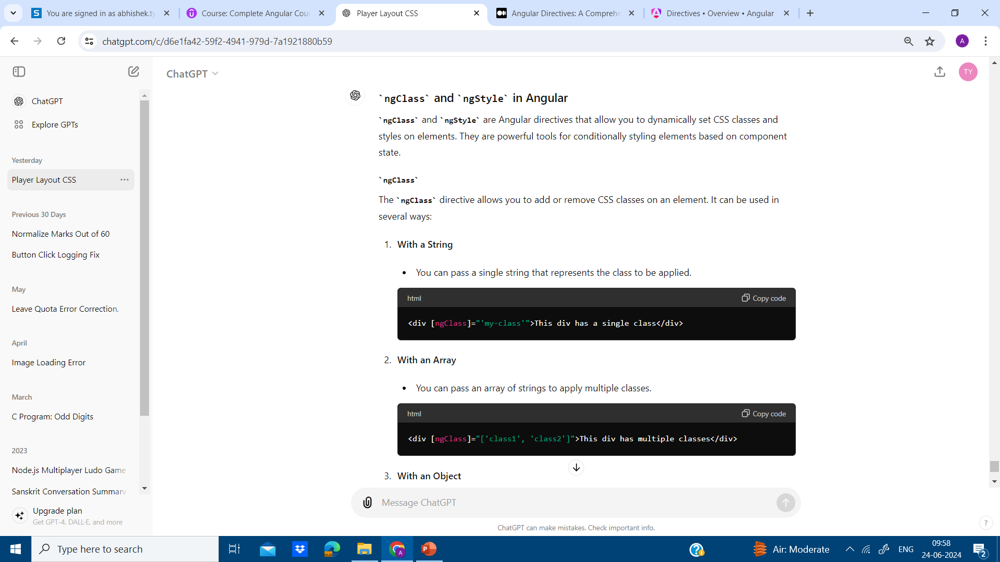 You are signed in as abhishek.ty
Course: Complete Angular Cour
Player Layout CSS
Angular Directives: A Comprehe
Directives • Overview • Angular
chatgpt.com/c/d6e1fa42-59f2-4941-979d-7a1921880b59
A
ChatGPT
Explore GPTs
Yesterday
Player Layout CSS
Previous 30 Days
Normalize Marks Out of 60
Button Click Logging Fix
May
Leave Quota Error Correction.
April
Image Loading Error
March
C Program: Odd Digits
2023
Node.js Multiplayer Ludo Game
Sanskrit Conversation Summary
Upgrade plan
Get GPT-4, DALL·E, and more
ChatGPT
TY
`ngClass` and `ngStyle` in Angular
`ngClass` and `ngStyle` are Angular directives that allow you to dynamically set CSS classes and
styles on elements. They are powerful tools for conditionally styling elements based on component
state.
`ngClass`
The `ngClass` directive allows you to add or remove CSS classes on an element. It can be used in
several ways:
1. With a String
• You can pass a single string that represents the class to be applied.
html
Copy code
<div [ngClass]="'my-class'">This div has a single class</div>
2. With an Array
• You can pass an array of strings to apply multiple classes.
html
Copy code
<div [ngClass]="['class1', 'class2']">This div has multiple classes</div>
3. With an Object
Message ChatGPT
ChatGPT can make mistakes. Check important info.
?
Type here to search
Air: Moderate
ENG
09:58
24-06-2024
2